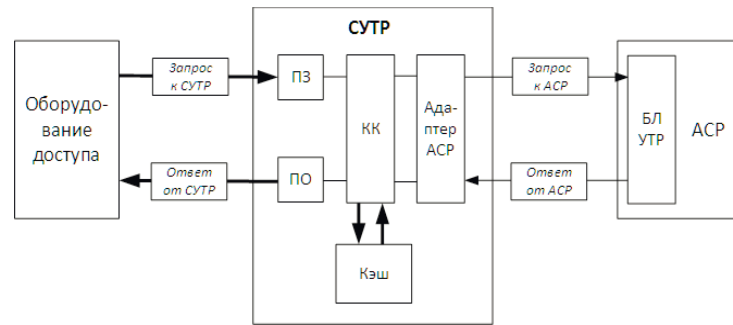 СУТР
Оборудо-
вание
доступа
Запрос
к СУТР
ПЗ
КК
Ада-
птер
АСР
Запрос
к АСР
БЛ
УТР
АСР
Ответ
от СУТР
ПО
Ответ
от АСР
Кэш